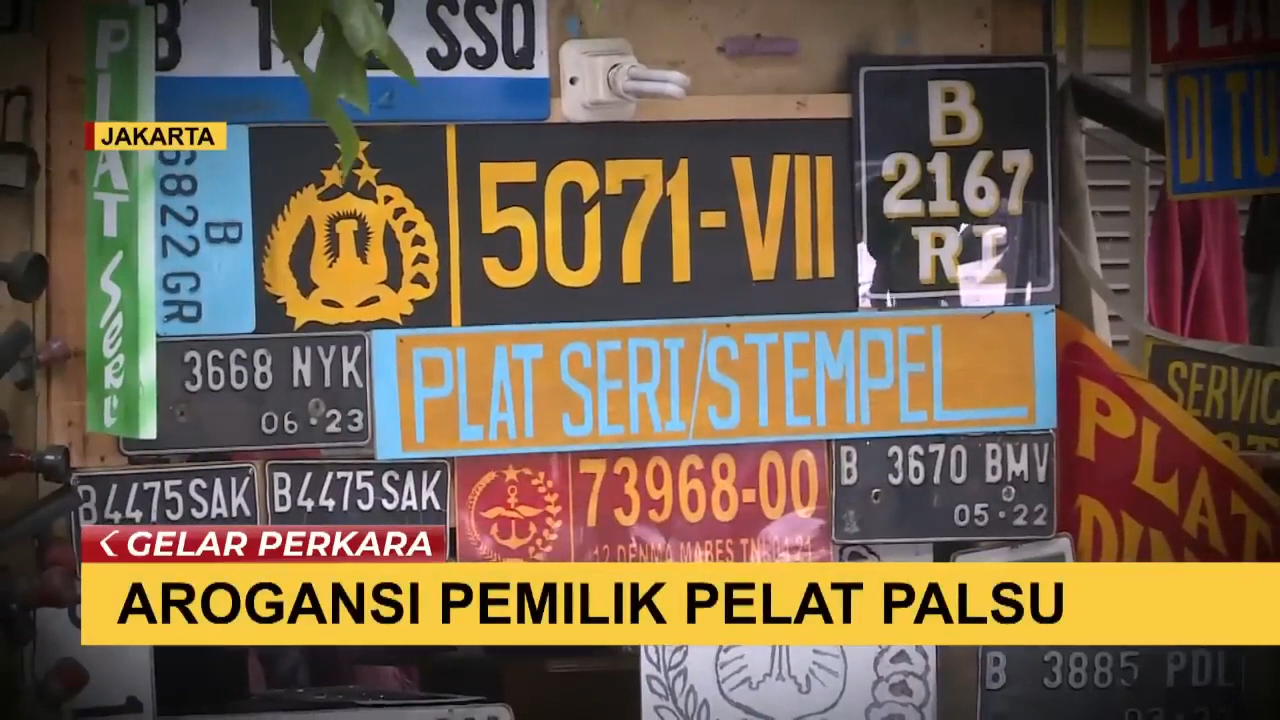 SSQ
PLAT SERI
JAKARTA
B
6822 GR
5071-VII
B
2167
3668 NYK
06·23
PLAT SERI/STEMPEL
DI TU
SERVIC
PLAT
B4475SAK
B4475SAK
73968-00
B 3670 BMV
05·22
GELAR PERKARA
AROGANSI PEMILIK PELAT PALSU
B 3885 PDL